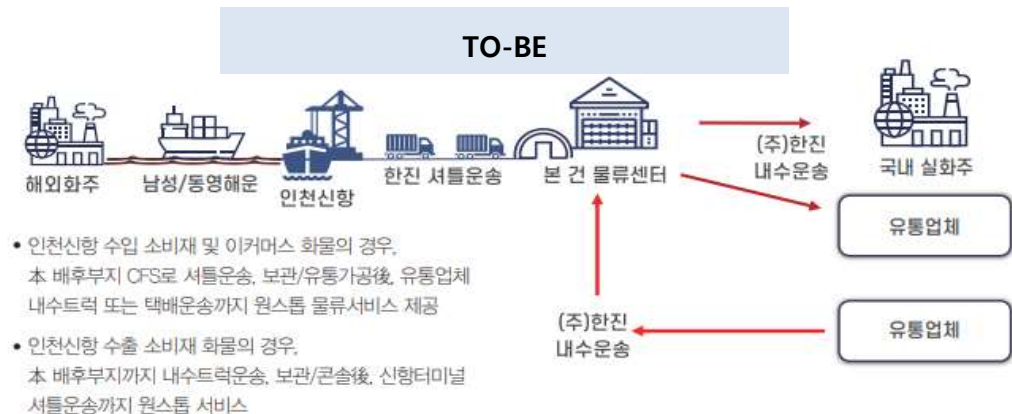 TO-BE
해외화주
남성/동영해운
인천신항
한진 셔틀운송
본 건 물류센터
(주)한진
내수운송
국내 실화주
유통업체
• 인천신항 수입 소비재 및 이커머스 화물의 경우,
本 배후부지 CFS로 셔틀운송, 보관/유통가공後, 유통업체
내수트럭 또는 택배운송까지 원스톱 물류서비스 제공
(주)한진
내수운송
유통업체
• 인천신항 수출 소비재 화물의 경우,
本 배후부지까지 내수트럭운송, 보관/콘솔後, 신항터미널
셔틀운송까지 원스톱 서비스